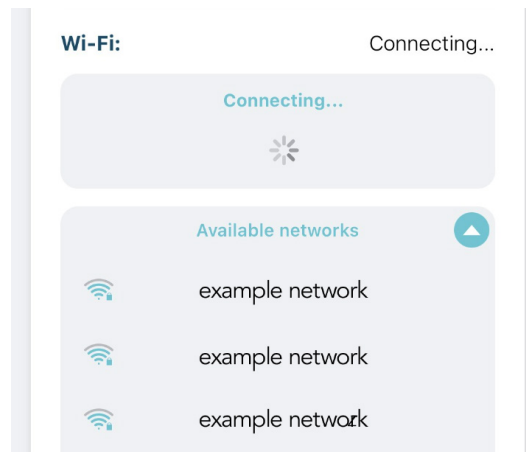 Wi-Fi: Connecting...
Connecting...
Available networks
example network
example network
example network